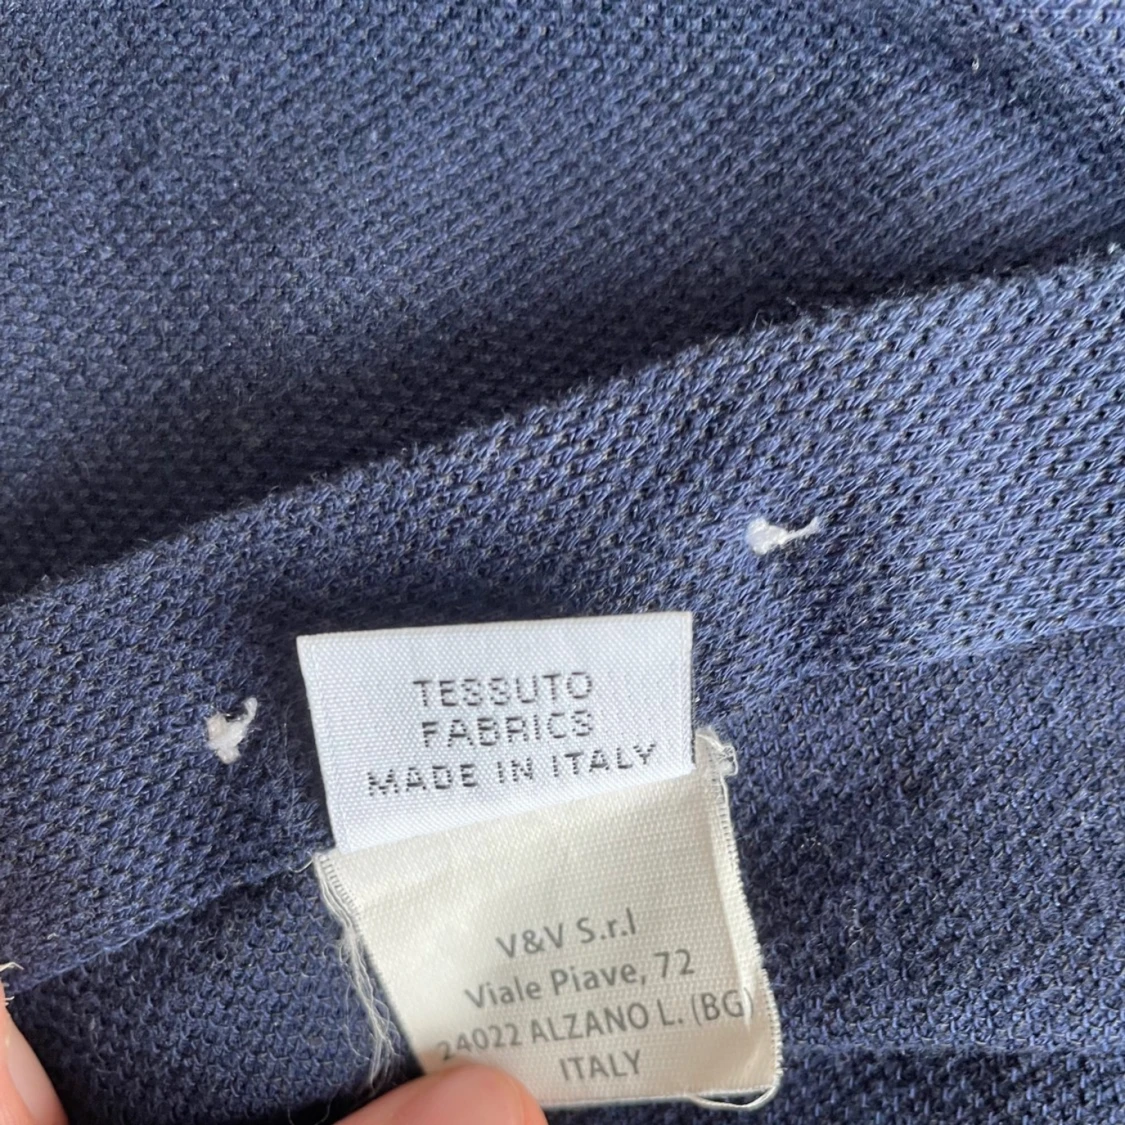 TESSUTO
FABRICS
MADE IN ITALY
V&V S.r.l
Viale Piave, 72
24022 ALZANO L. (BG)
ITALY